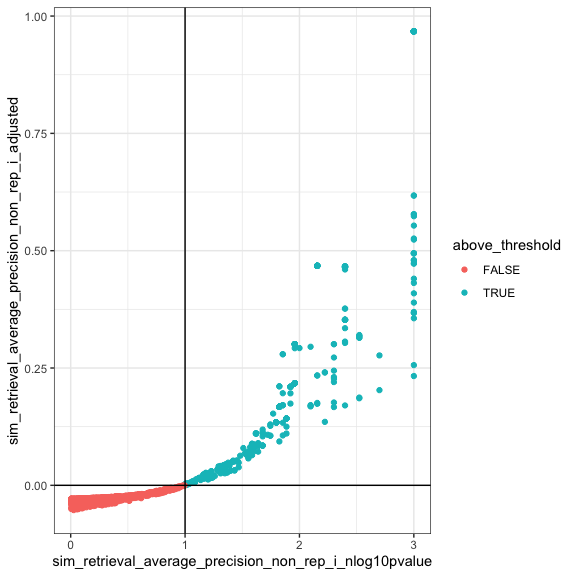 1.00
0.75
0.50
0.25
0.00
sim_retrieval_average_precision_non_rep_i_adjusted
0 1 2 3
sim_retrieval_average_precision_non_rep_i_nlog10pvalue
above_threshold
FALSE
TRUE